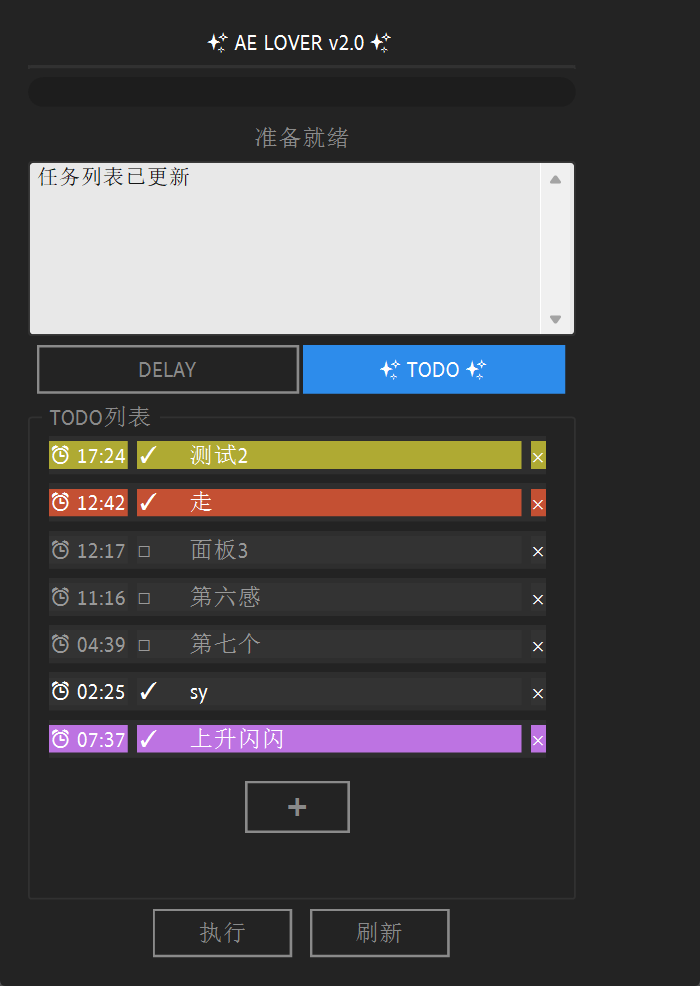 ✨ AE LOVER v2.0 ✨
准备就绪
任务列表已更新
DELAY ✨ TODO ✨
TODO列表
⏰ 17:24 ✓ 测试2 ×
⏰ 12:42 ✓ 走 ×
⏰ 12:17 □ 面板3 ×
⏰ 11:16 □ 第六感 ×
⏰ 04:39 □ 第七个 ×
⏰ 02:25 ✓ sy ×
⏰ 07:37 ✓ 上升闪闪 ×
+
执行 刷新